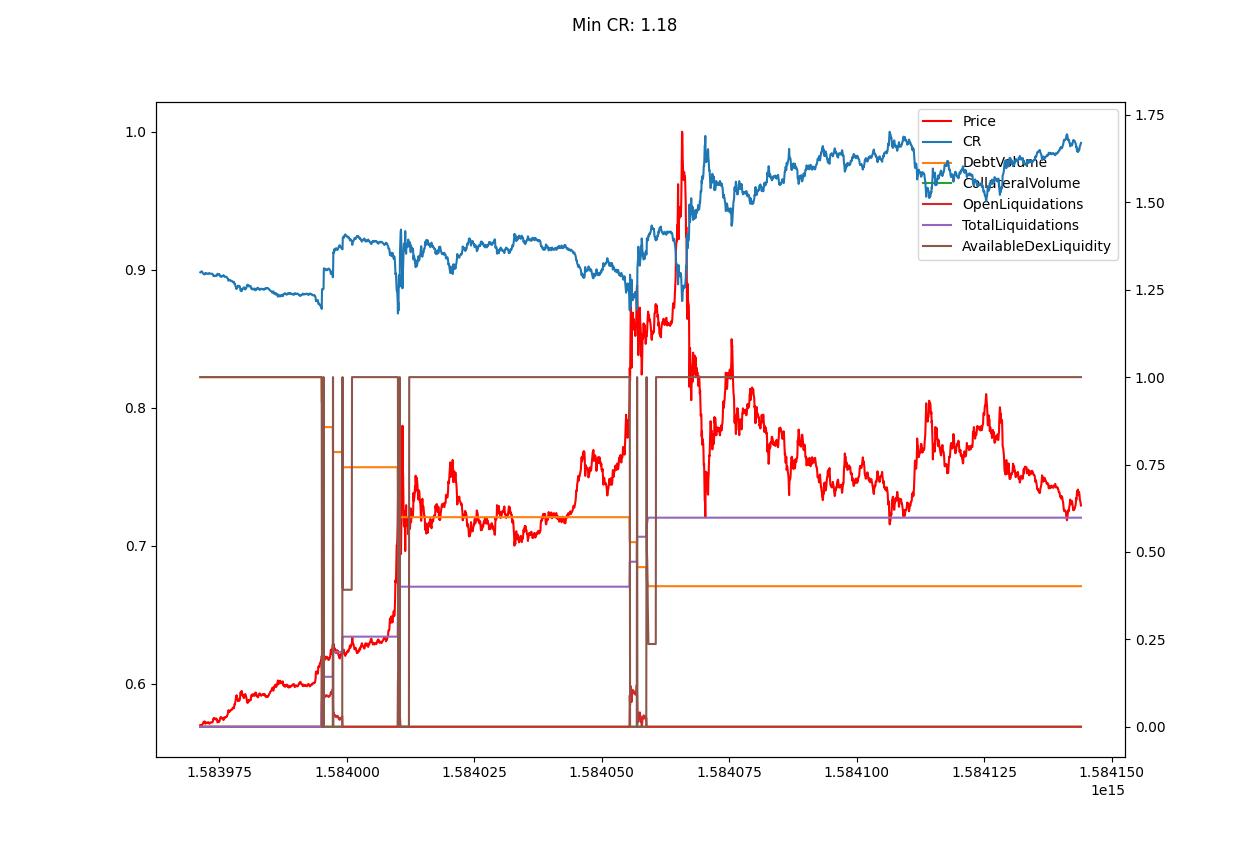 Min CR: 1.18
1.0
0.9
0.8
0.7
0.6
1.75
1.50
1.25
1.00
0.75
0.50
0.25
0.00
Price
CR
DebtVolume
CollateralVolume
OpenLiquidations
TotalLiquidations
AvailableDexLiquidity
1.583975 1.584000 1.584025 1.584050 1.584075 1.584100 1.584125 1.584150
1e15